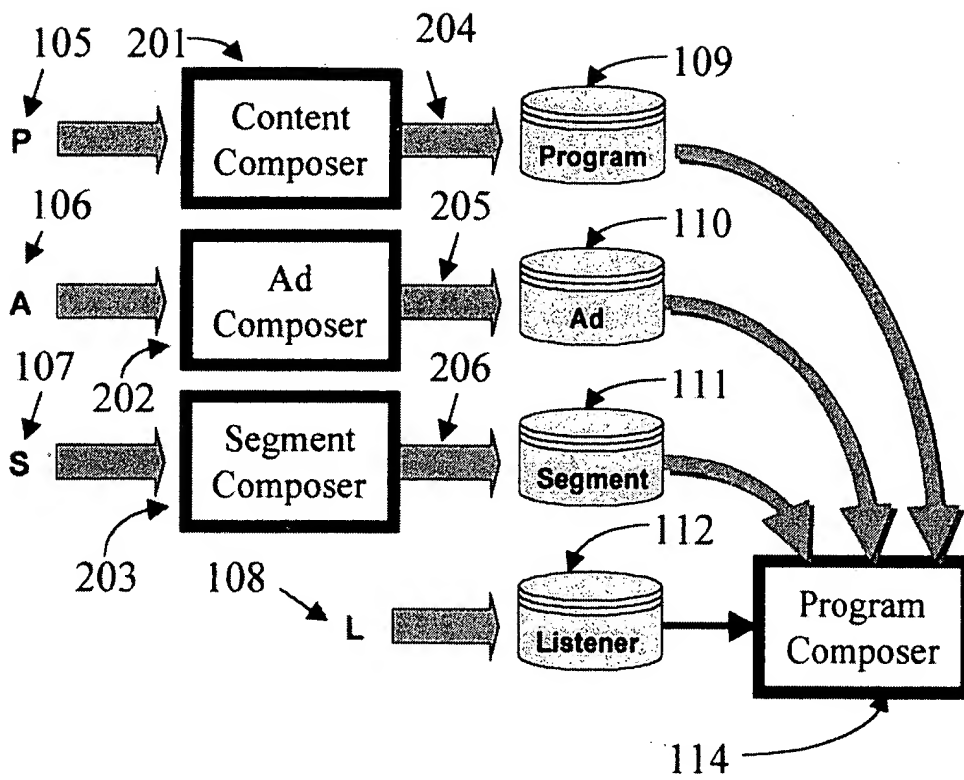 105
201
204
109
P
Content
Composer
Program
106
205
110
A
Ad
Composer
Ad
107
202
206
111
S
Segment
Composer
Segment
203
108
112
L
Listener
Program
Composer
114